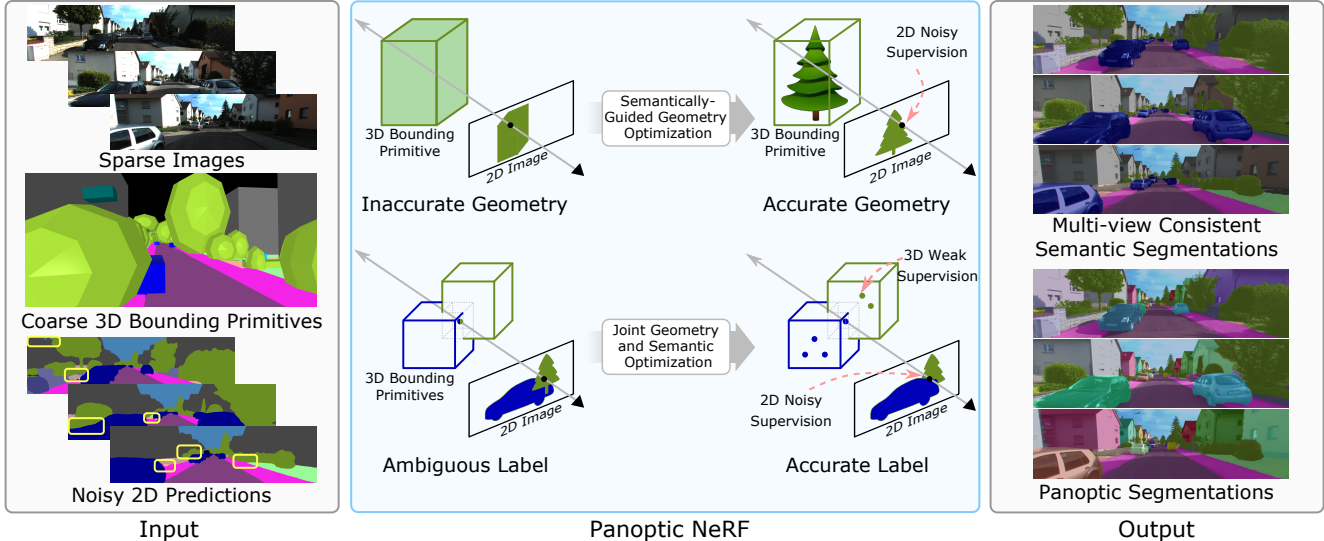 Sparse Images
Coarse 3D Bounding Primitives
Noisy 2D Predictions
Input
3D Bounding
Primitive
2D Image
Inaccurate Geometry
Semantically-
Guided Geometry
Optimization
2D Noisy
Supervision
3D Bounding
Primitive
2D Image
Accurate Geometry
3D Bounding
Primitives
2D Image
Ambiguous Label
Joint Geometry
and Semantic
Optimization
3D Weak
Supervision
2D Noisy
Supervision
2D Image
Accurate Label
Panoptic NeRF
Multi-view Consistent
Semantic Segmentations
Panoptic Segmentations
Output